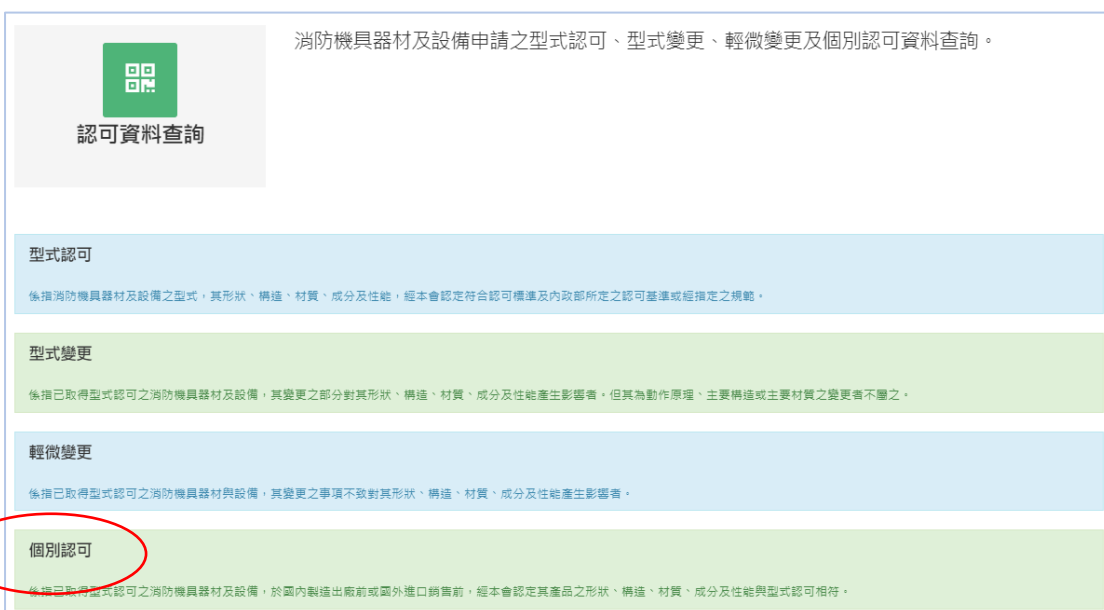 消防機具器材及設備申請之型式認可、型式變更、輕微變更及個別認可資料查詢。
認可資料查詢
型式認可
係指消防機具器材及設備之型式，其形狀、構造、材質、成分及性能，經本會認定符合認可標準及內政部所定之認可基準或經指定之規範。
型式變更
係指已取得型式認可之消防機具器材及設備，其變更之部分對其形狀、構造、材質、成分及性能產生影響者。但其為動作原理、主要構造或主要材質之變更者不屬之。
輕微變更
係指已取得型式認可之消防機具器材與設備，其變更之事項不致對其形狀、構造、材質、成分及性能產生影響者。
個別認可
係指已取得型式認可之消防機具器材及設備，於國內製造出廠前或國外進口銷售前，經本會認定其產品之形狀、構造、材質、成分及性能與型式認可相符。